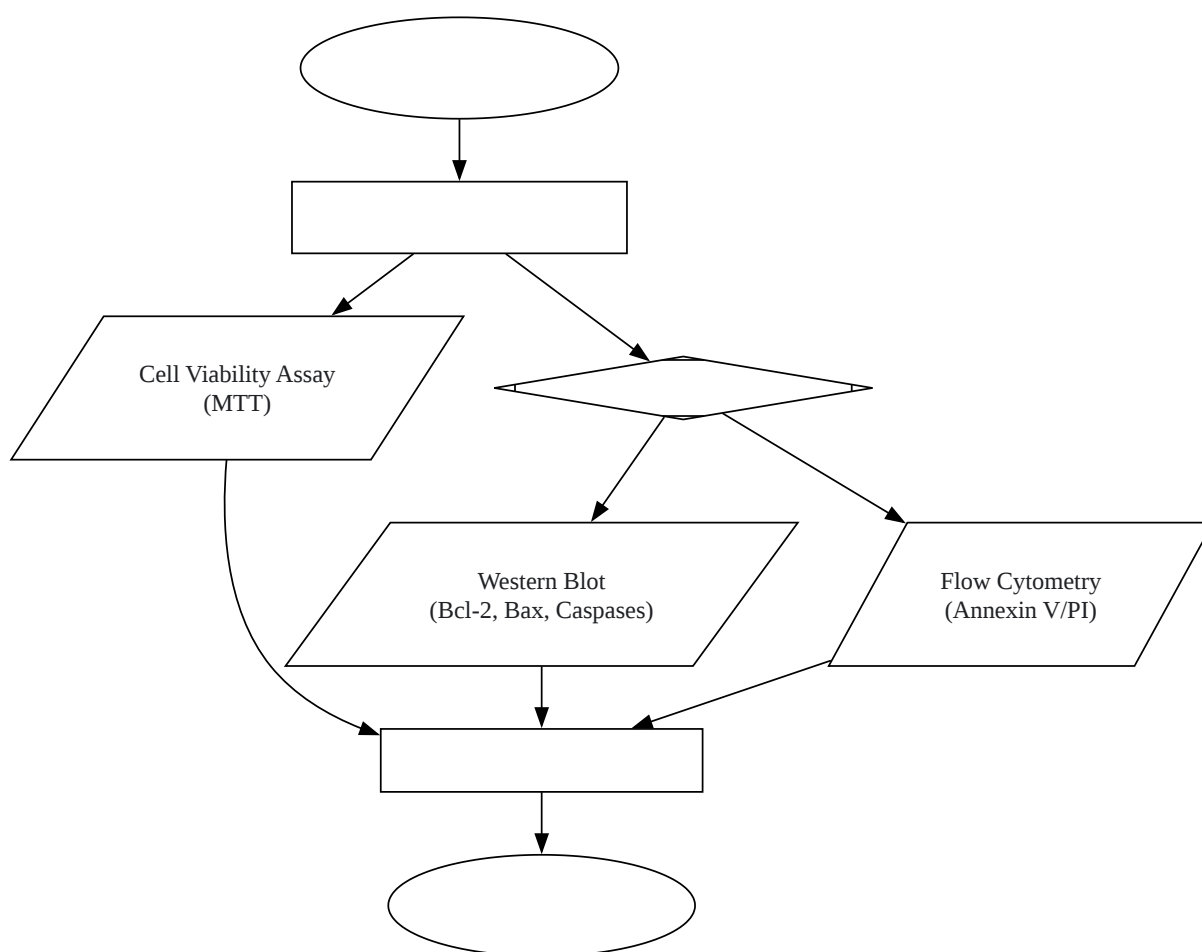 Cell Viability Assay
(MTT)
Western Blot
(Bcl-2, Bax, Caspases)
Flow Cytometry
(Annexin V/PI)